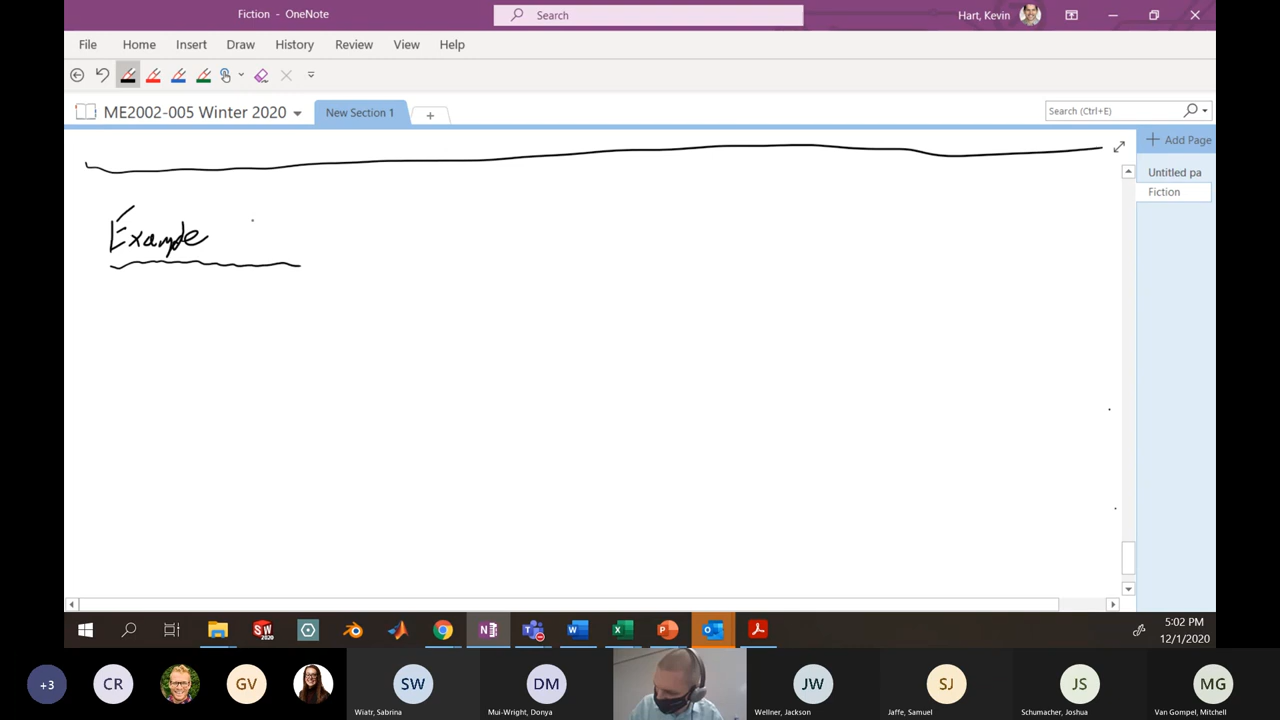 Fiction - OneNote
Search
Hart, Kevin
File Home Insert Draw History Review View Help
ME2002-005 Winter 2020
New Section 1
+
Search (Ctrl+E)
+ Add Page
Untitled pa
Fiction
Example
SW 2020
5:02 PM
12/1/2020
+3
CR
GV
SW
Wiatr, Sabrina
DM
Mui-Wright, Donya
JW
Wellner, Jackson
SJ
Jaffe, Samuel
JS
Schumacher, Joshua
MG
Van Gompel, Mitchell